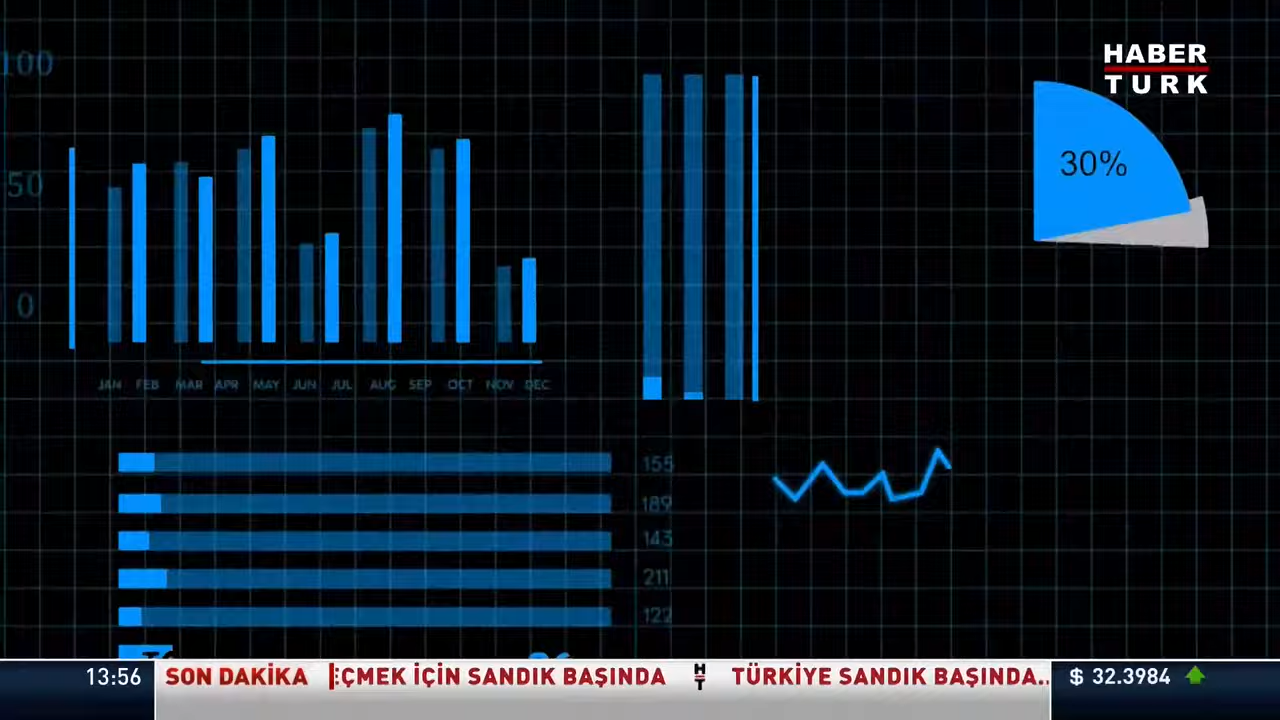 HABER
TURK
100
50
0
30%
JAN FEB MAR APR MAY JUN JUL AUG SEP OCT NOV DEC
155
189
143
211
122
13:56 SON DAKİKA ÇMEK İÇİN SANDIK BAŞINDA HT TÜRKİYE SANDIK BAŞINDA.. $ 32.3984